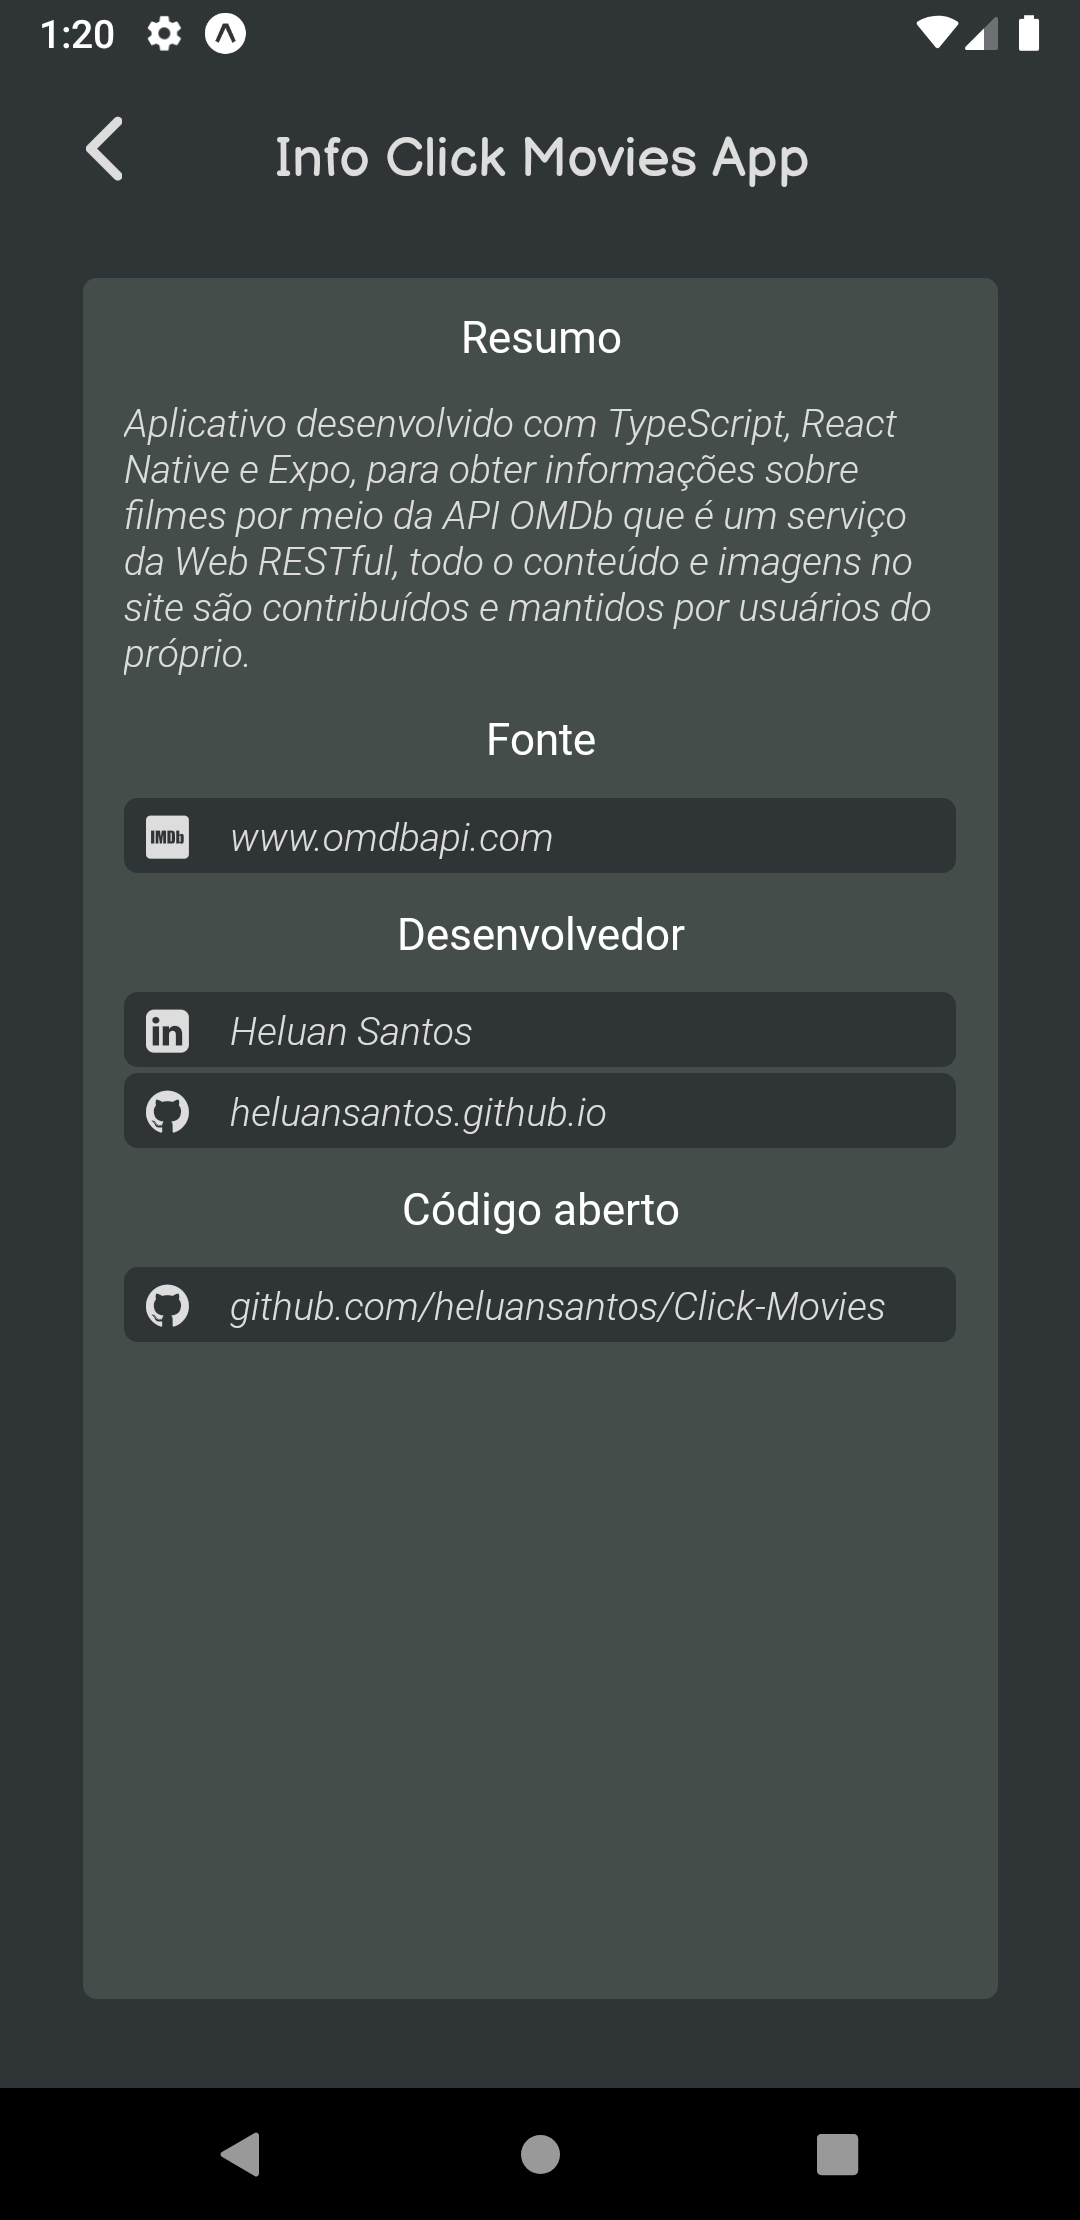 1:20
Info Click Movies App
Resumo
Aplicativo desenvolvido com TypeScript, React
Native e Expo, para obter informações sobre
filmes por meio da API OMDb que é um serviço
da Web RESTful, todo o conteúdo e imagens no
site são contribuídos e mantidos por usuários do
próprio.
Fonte
IMDb www.omdbapi.com
Desenvolvedor
in Heluan Santos
heluansantos.github.io
Código aberto
github.com/heluansantos/Click-Movies